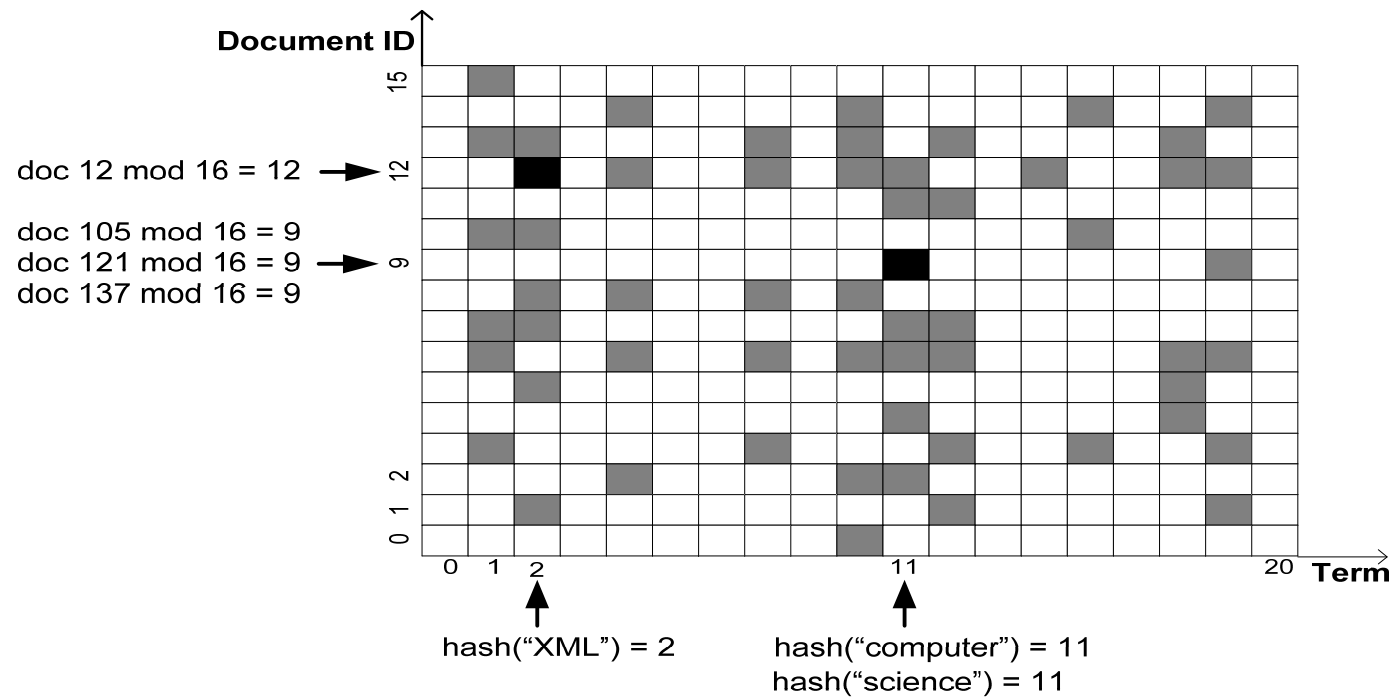 Document ID
15
doc 12 mod 16 = 12
12
doc 105 mod 16 = 9
doc 121 mod 16 = 9
9
doc 137 mod 16 = 9
2
1
0
0 1 2 11 20 Term
hash(“XML”) = 2
hash(“computer”) = 11
hash(“science”) = 11